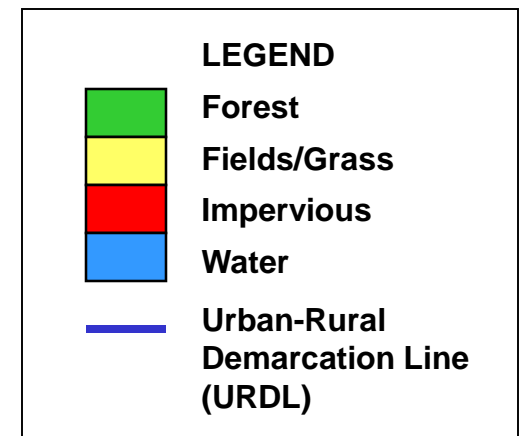 LEGEND
Forest
Fields/Grass
Impervious
Water
Urban-Rural
Demarcation Line
(URDL)